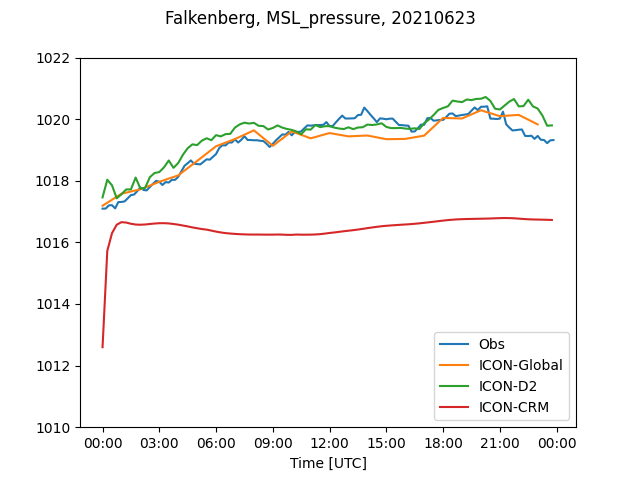 Falkenberg, MSL_pressure, 20210623
1022
1020
1018
1016
1014
1012
1010
Obs
ICON-Global
ICON-D2
ICON-CRM
00:00 03:00 06:00 09:00 12:00 15:00 18:00 21:00 00:00
Time [UTC]